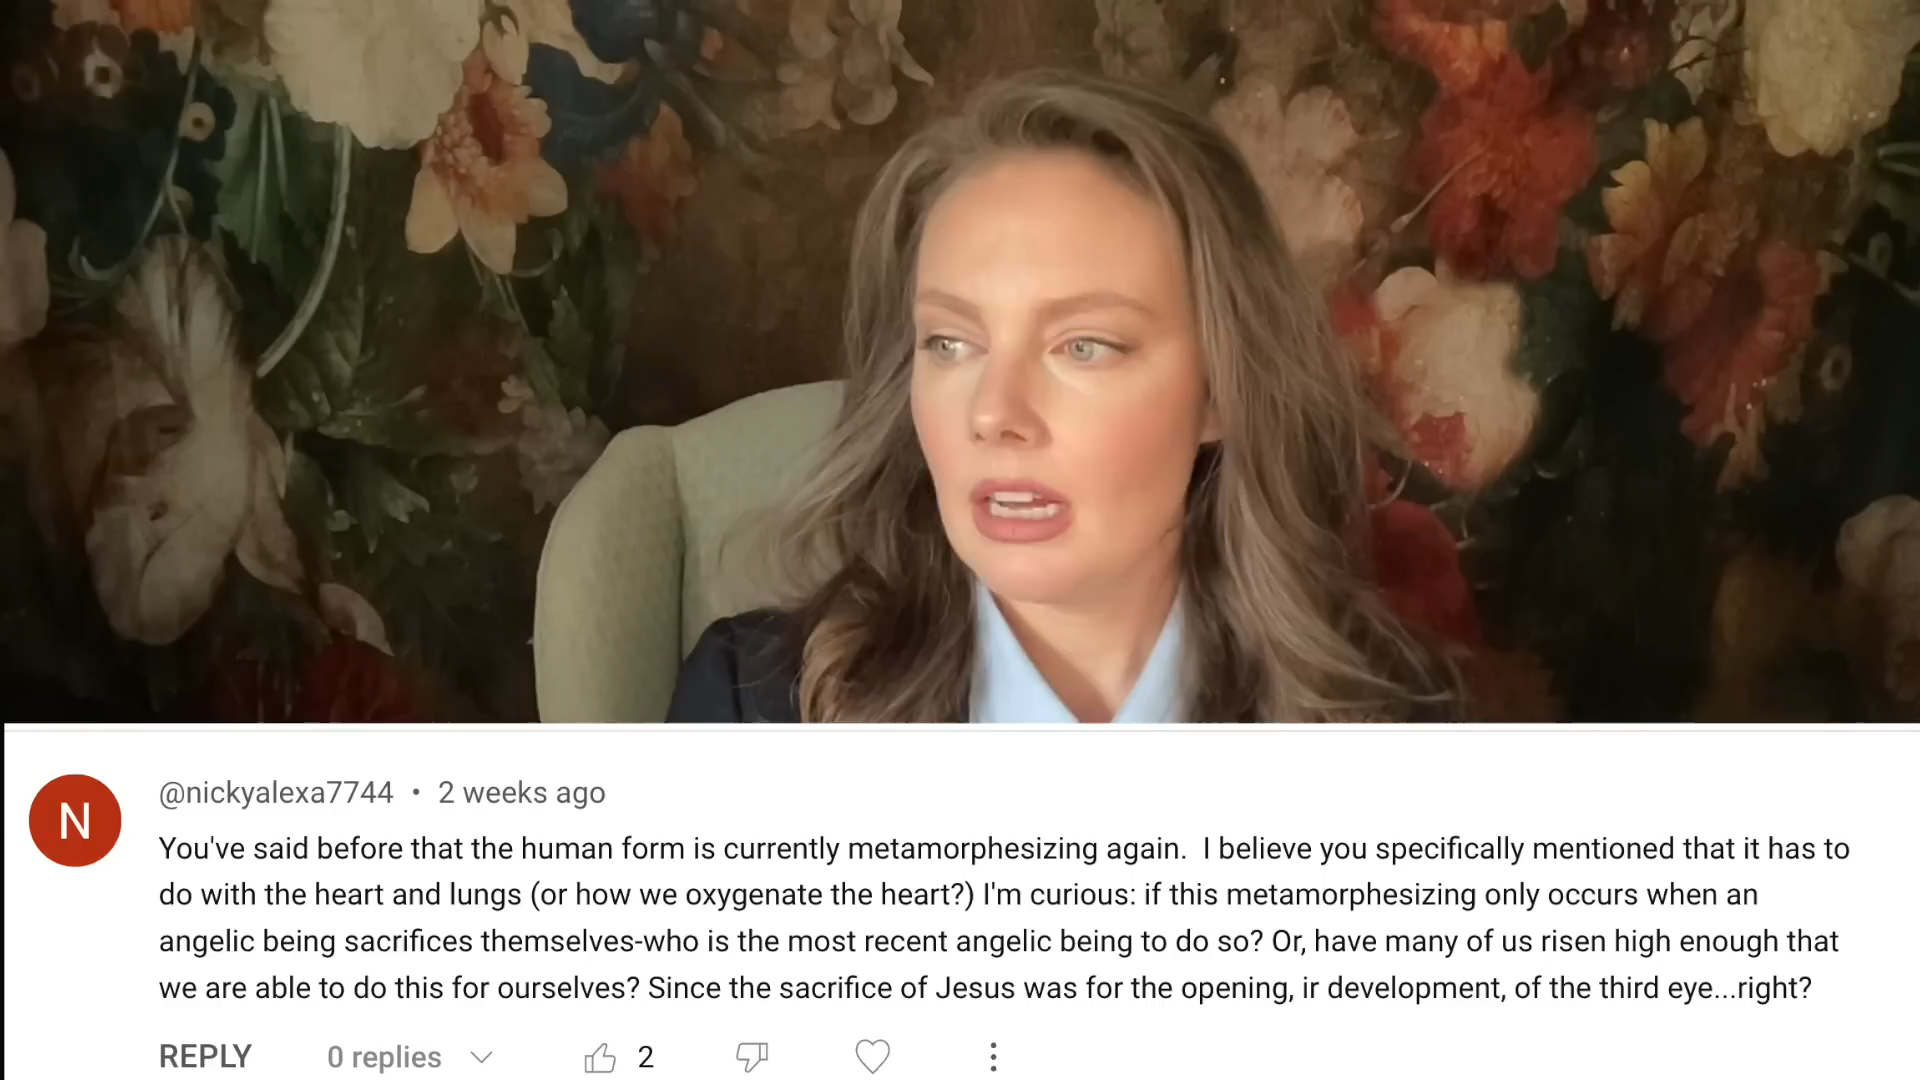 N
@nickyalexa7744 • 2 weeks ago
You've said before that the human form is currently metamorphesizing again.  I believe you specifically mentioned that it has to
do with the heart and lungs (or how we oxygenate the heart?) I'm curious: if this metamorphesizing only occurs when an
angelic being sacrifices themselves-who is the most recent angelic being to do so? Or, have many of us risen high enough that
we are able to do this for ourselves? Since the sacrifice of Jesus was for the opening, ir development, of the third eye...right?
REPLY 0 replies 2